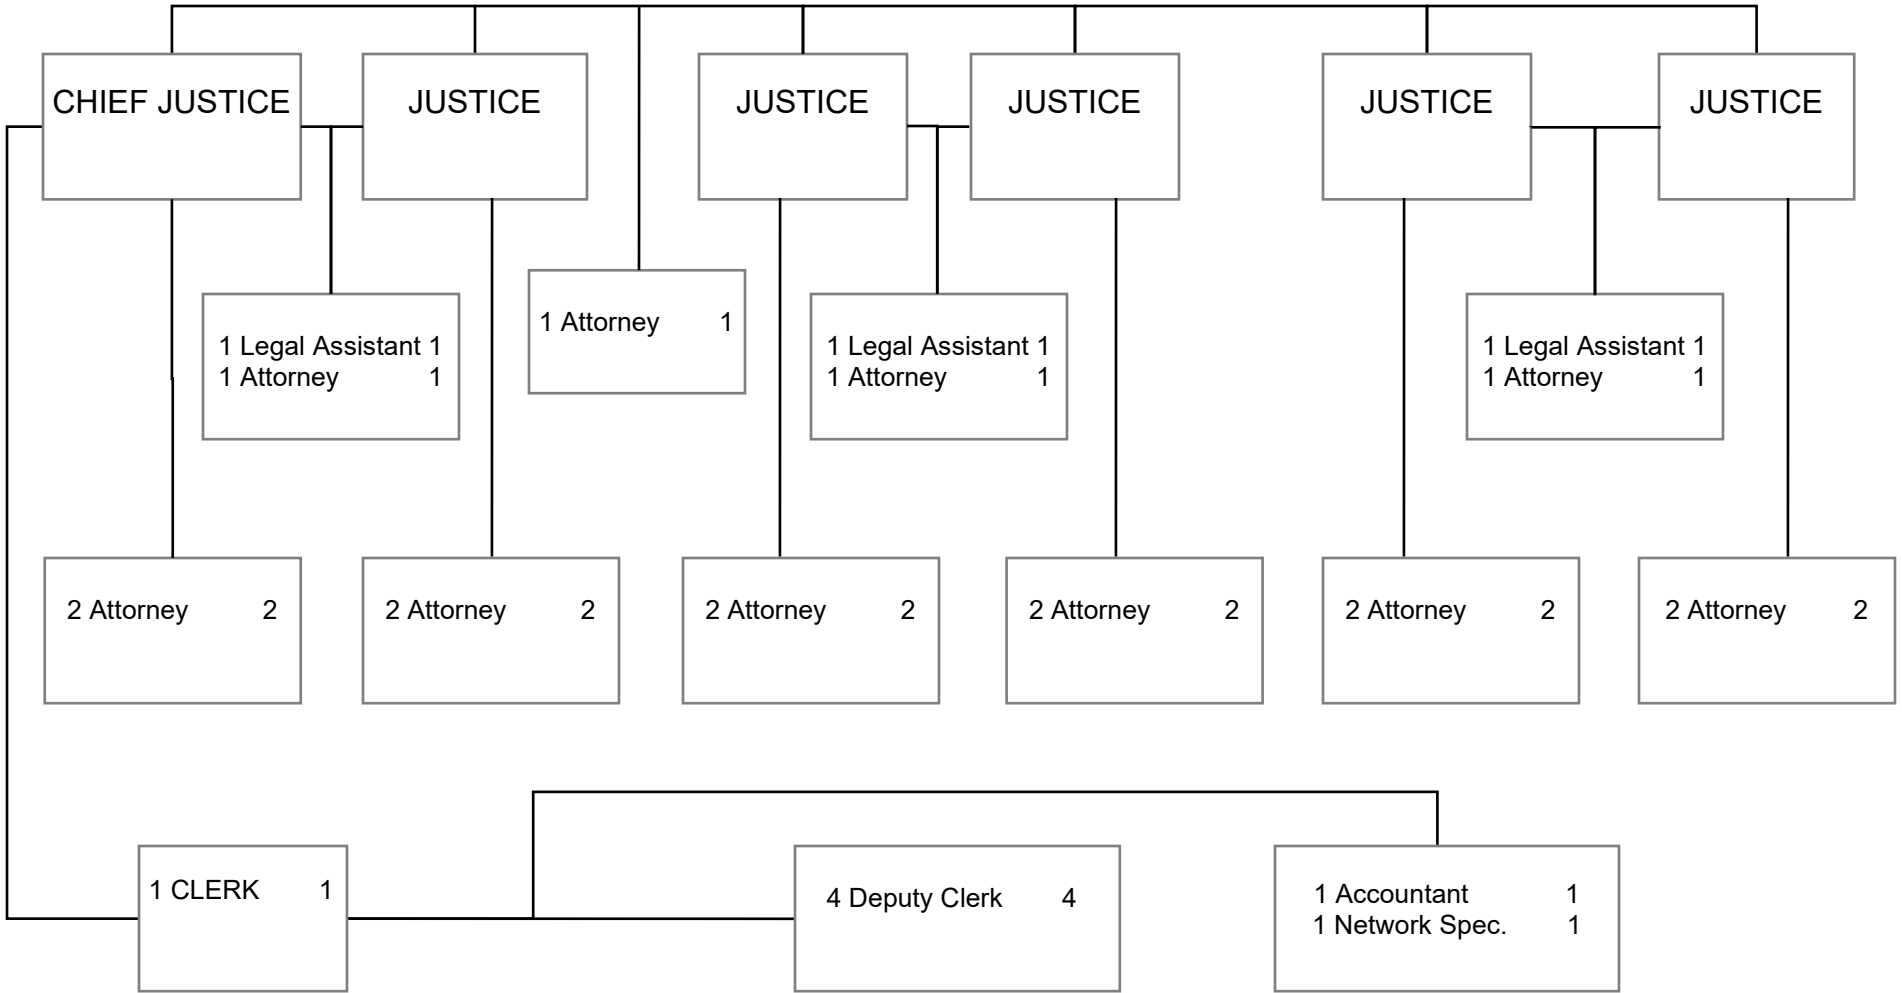 CHIEF JUSTICE
JUSTICE
JUSTICE
JUSTICE
JUSTICE
JUSTICE
1 Attorney 1
1 Legal Assistant 1
1 Attorney 1
1 Legal Assistant 1
1 Attorney 1
1 Legal Assistant 1
1 Attorney 1
2 Attorney 2
2 Attorney 2
2 Attorney 2
2 Attorney 2
2 Attorney 2
2 Attorney 2
1 CLERK 1
4 Deputy Clerk 4
1 Accountant 1
1 Network Spec. 1